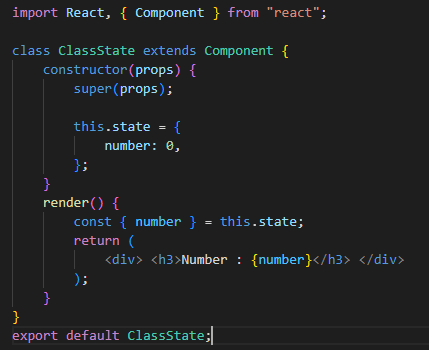 import React, { Component } from "react";
class ClassState extends Component {
constructor(props) {
super(props);
this.state = {
number: 0,
};
}
render() {
const { number } = this.state;
return (
<div> <h3>Number : {number}</h3> </div>
);
}
}
export default ClassState;